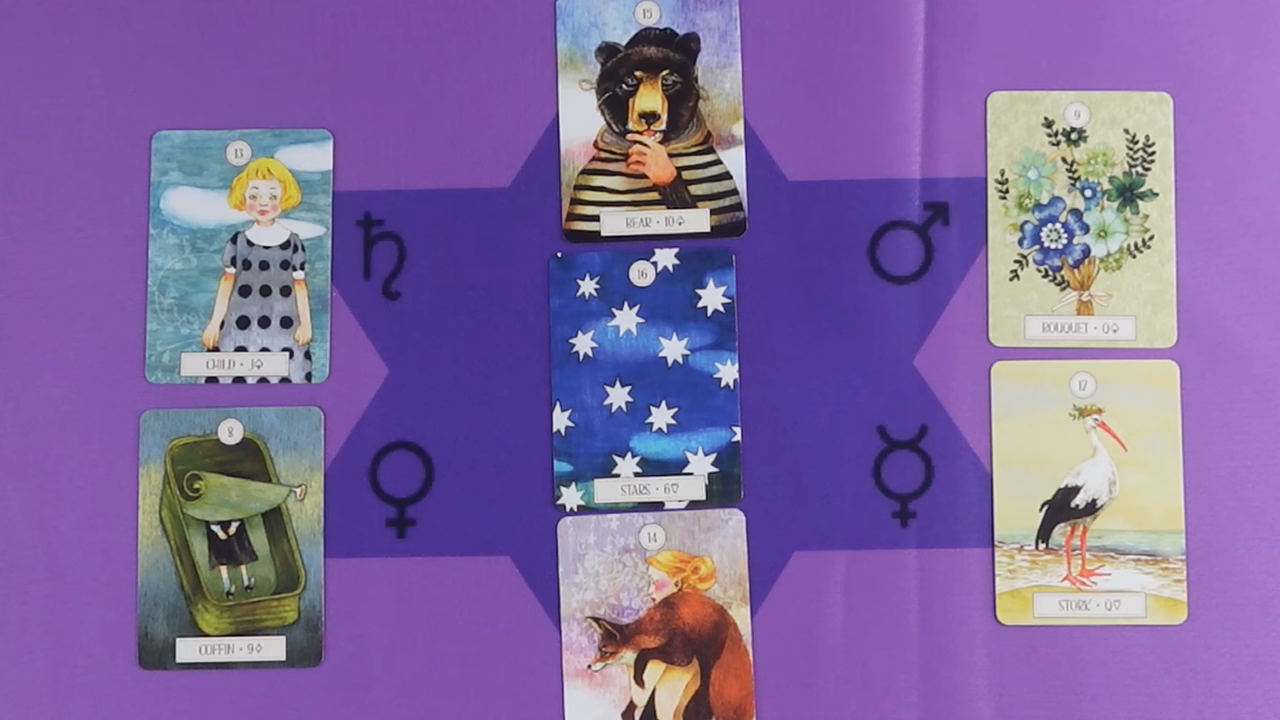 15
BEAR • 10♤
13
CHILD • J♤
9
BOUQUET • Q♤
16
STARS • 6♡
8
COFFIN • 9♢
17
STORK • Q♡
14